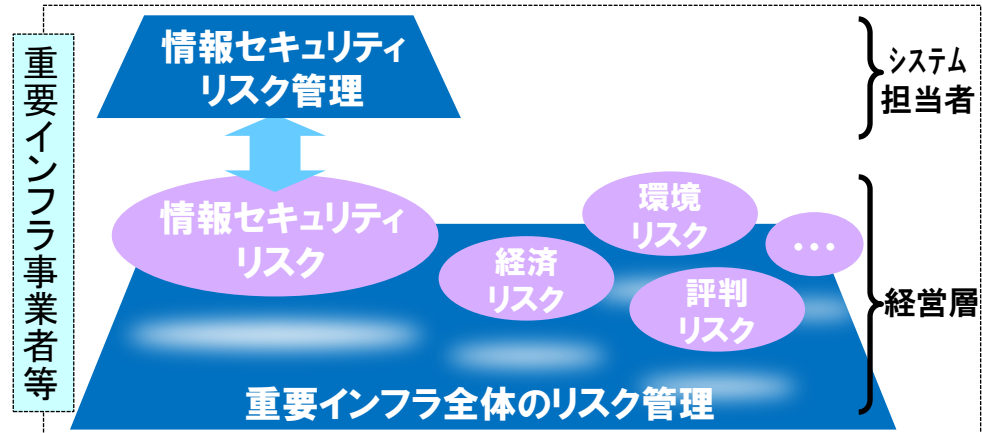 重要インフラ事業者等
情報セキュリティ
リスク管理
システム
担当者
情報セキュリティ
リスク
環境
リスク
…
経済
リスク
評判
リスク
経営層
重要インフラ全体のリスク管理